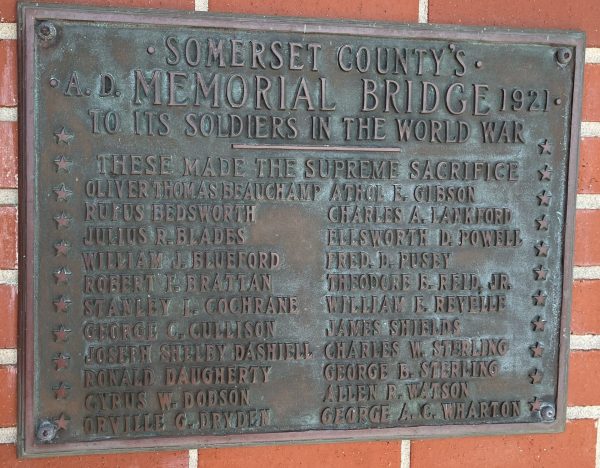 · SOMERSET COUNTY'S ·
· A. D. MEMORIAL BRIDGE 1921 ·
TO ITS SOLDIERS IN THE WORLD WAR
THESE MADE THE SUPREME SACRIFICE
OLIVER THOMAS BEAUCHAMP ATHOL E. GIBSON
RUFUS BEDSWORTH CHARLES A. LANKFORD
JULIUS R. BLADES ELLSWORTH D. POWELL
WILLIAM J. BLUEFORD FRED. D. PUSEY
ROBERT F. BRATTAN THEODORE B. REID, JR.
STANLEY L. COCHRANE WILLIAM E. REVELLE
GEORGE C. CULLISON JAMES SHIELDS
JOSEPH SHELBY DASHIELL CHARLES W. STERLING
RONALD DAUGHERTY GEORGE B. STERLING
CYRUS W. DODSON ALLEN R. WATSON
ORVILLE G. DRYDEN GEORGE A. C. WHARTON